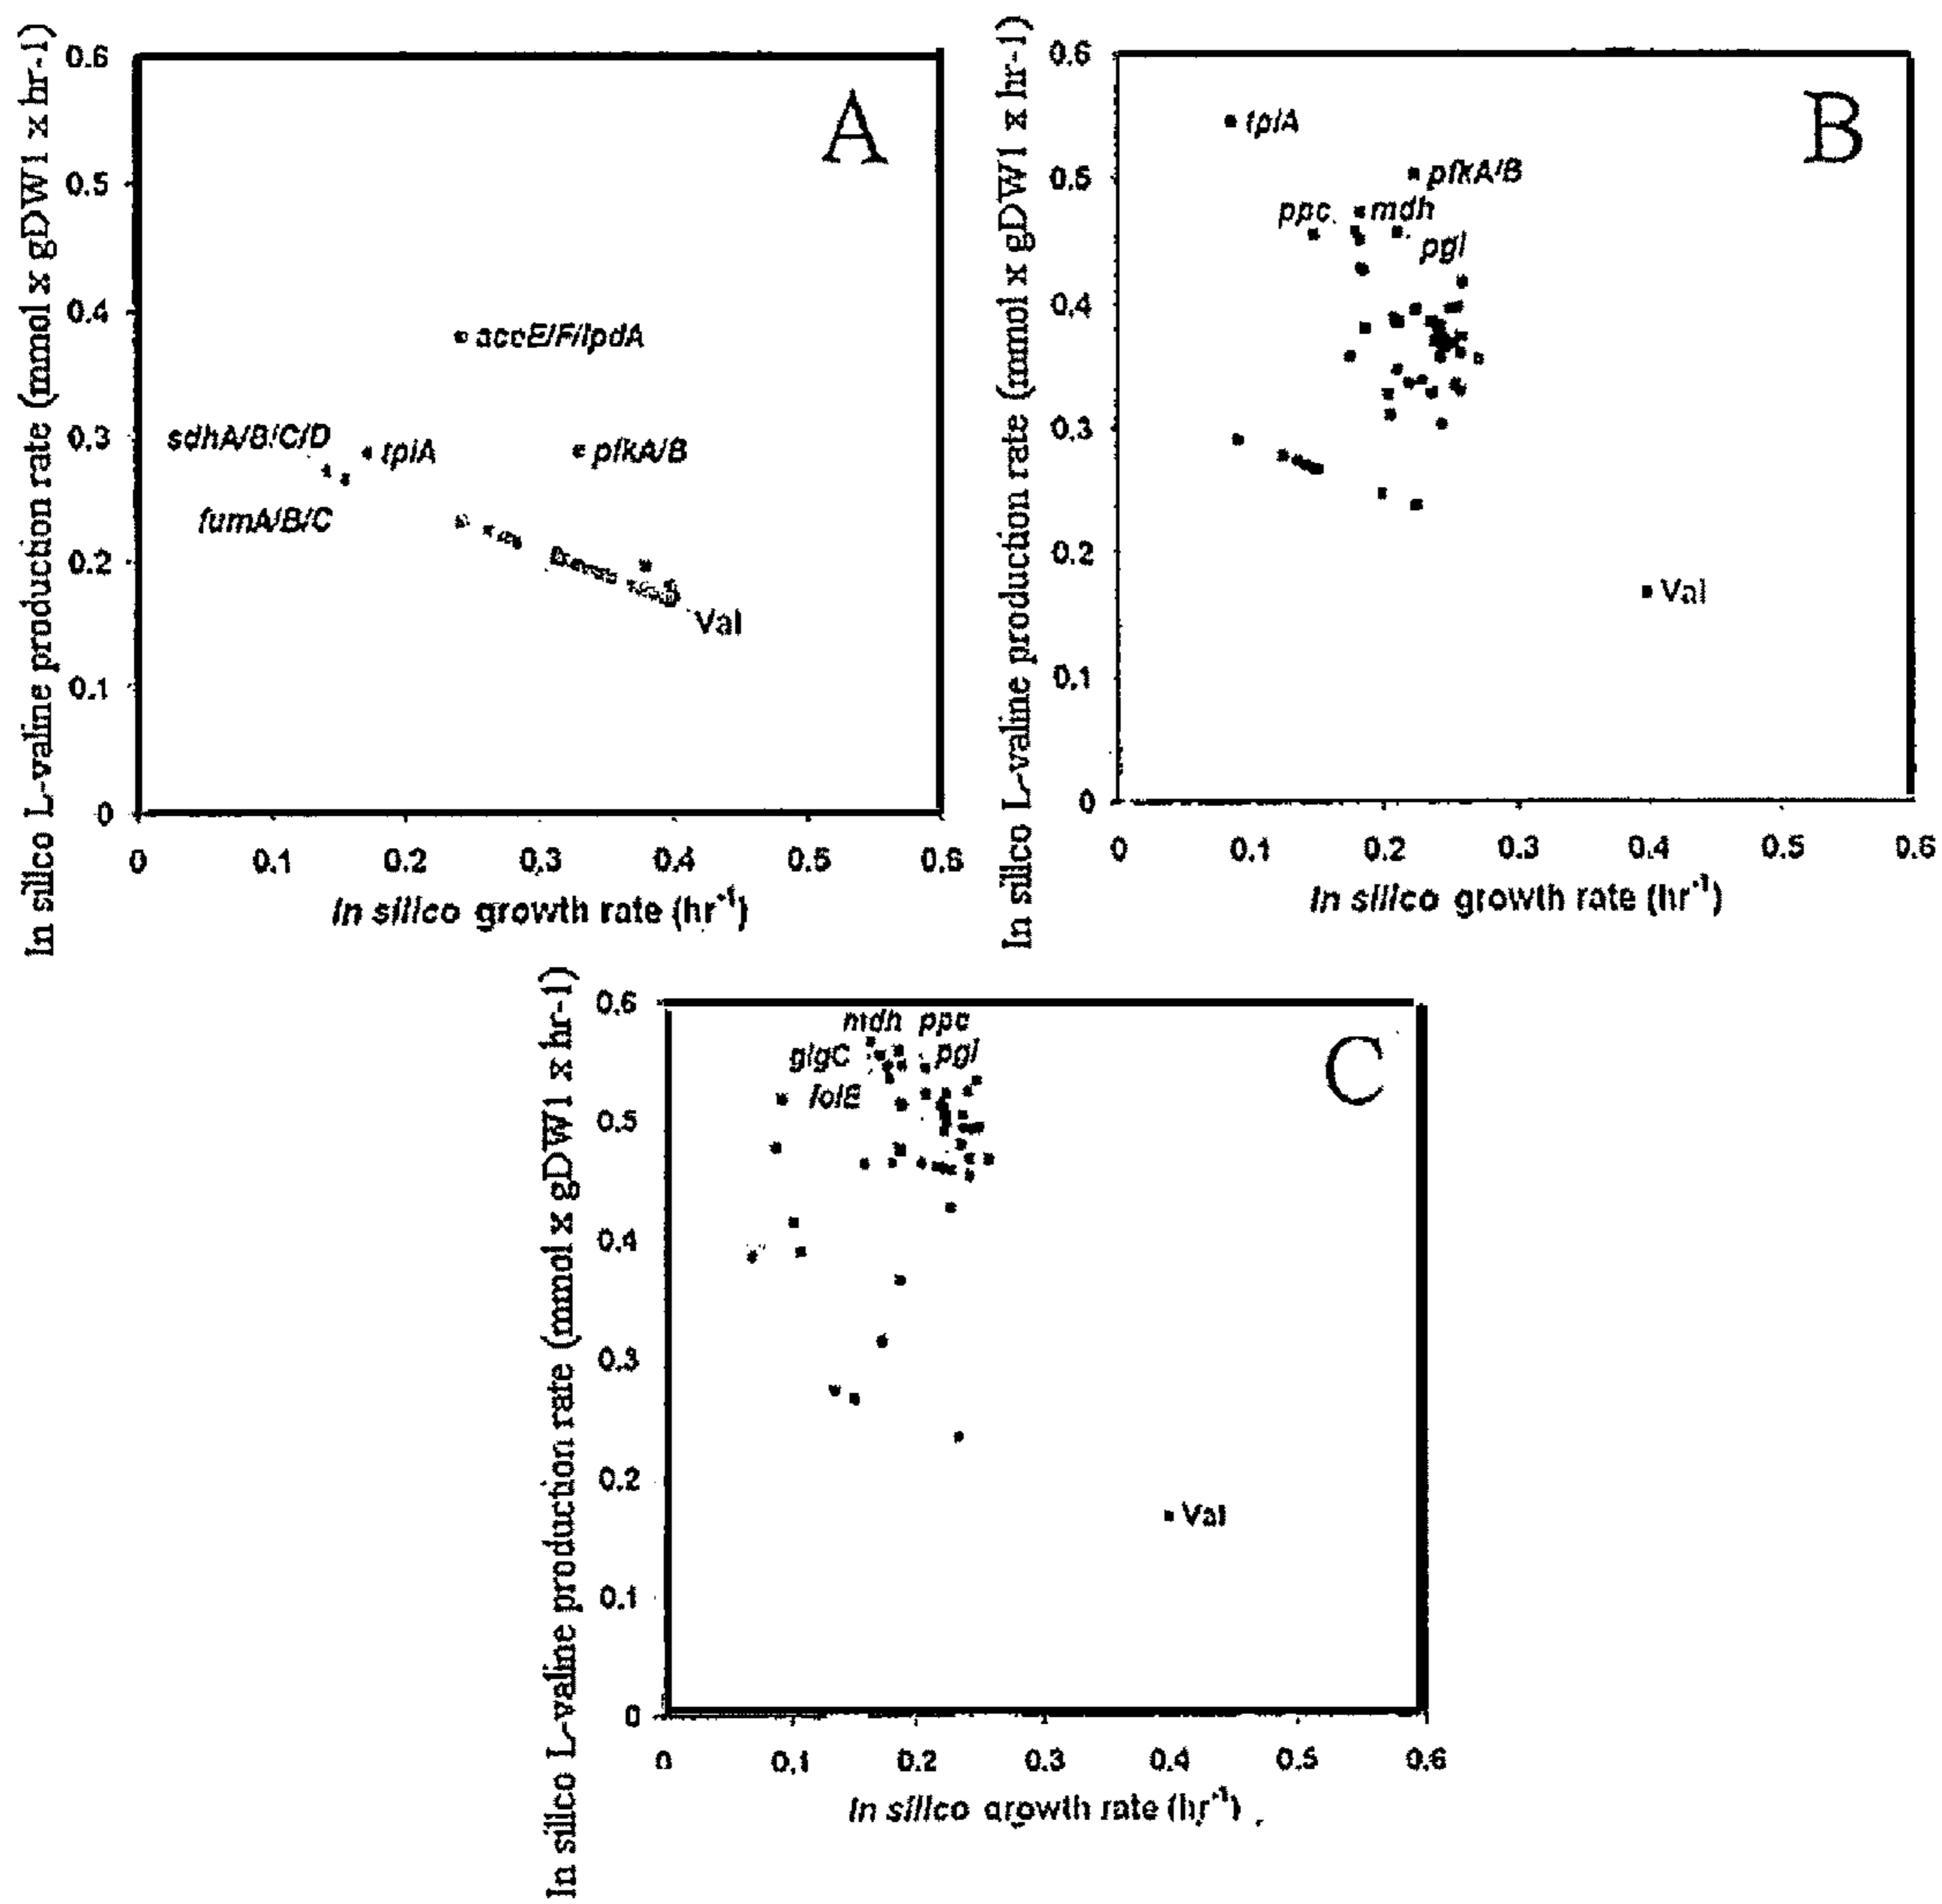 A
In silico L-valine production rate (mmol x gDW1 x hr-1)
0.6
0.5
0.4
0.3
0.2
0.1
0
aceE/F/lpdA
sdhA/B/C/D
tpiA
pfkA/B
fumA/B/C
Val
0 0.1 0.2 0.3 0.4 0.5 0.6
In silico growth rate (hr-1)
B
In silico L-valine production rate (mmol x gDW1 x hr-1)
0.6
0.5
0.4
0.3
0.2
0.1
0
tpiA
pfkA/B
ppc mdh
pgl
Val
0 0.1 0.2 0.3 0.4 0.5 0.6
In silico growth rate (hr-1)
C
In silico L-valine production rate (mmol x gDW1 x hr-1)
0.6
0.5
0.4
0.3
0.2
0.1
0
mdh ppc
glgC pgl
folE
Val
0 0.1 0.2 0.3 0.4 0.5 0.6
In silico growth rate (hr-1)